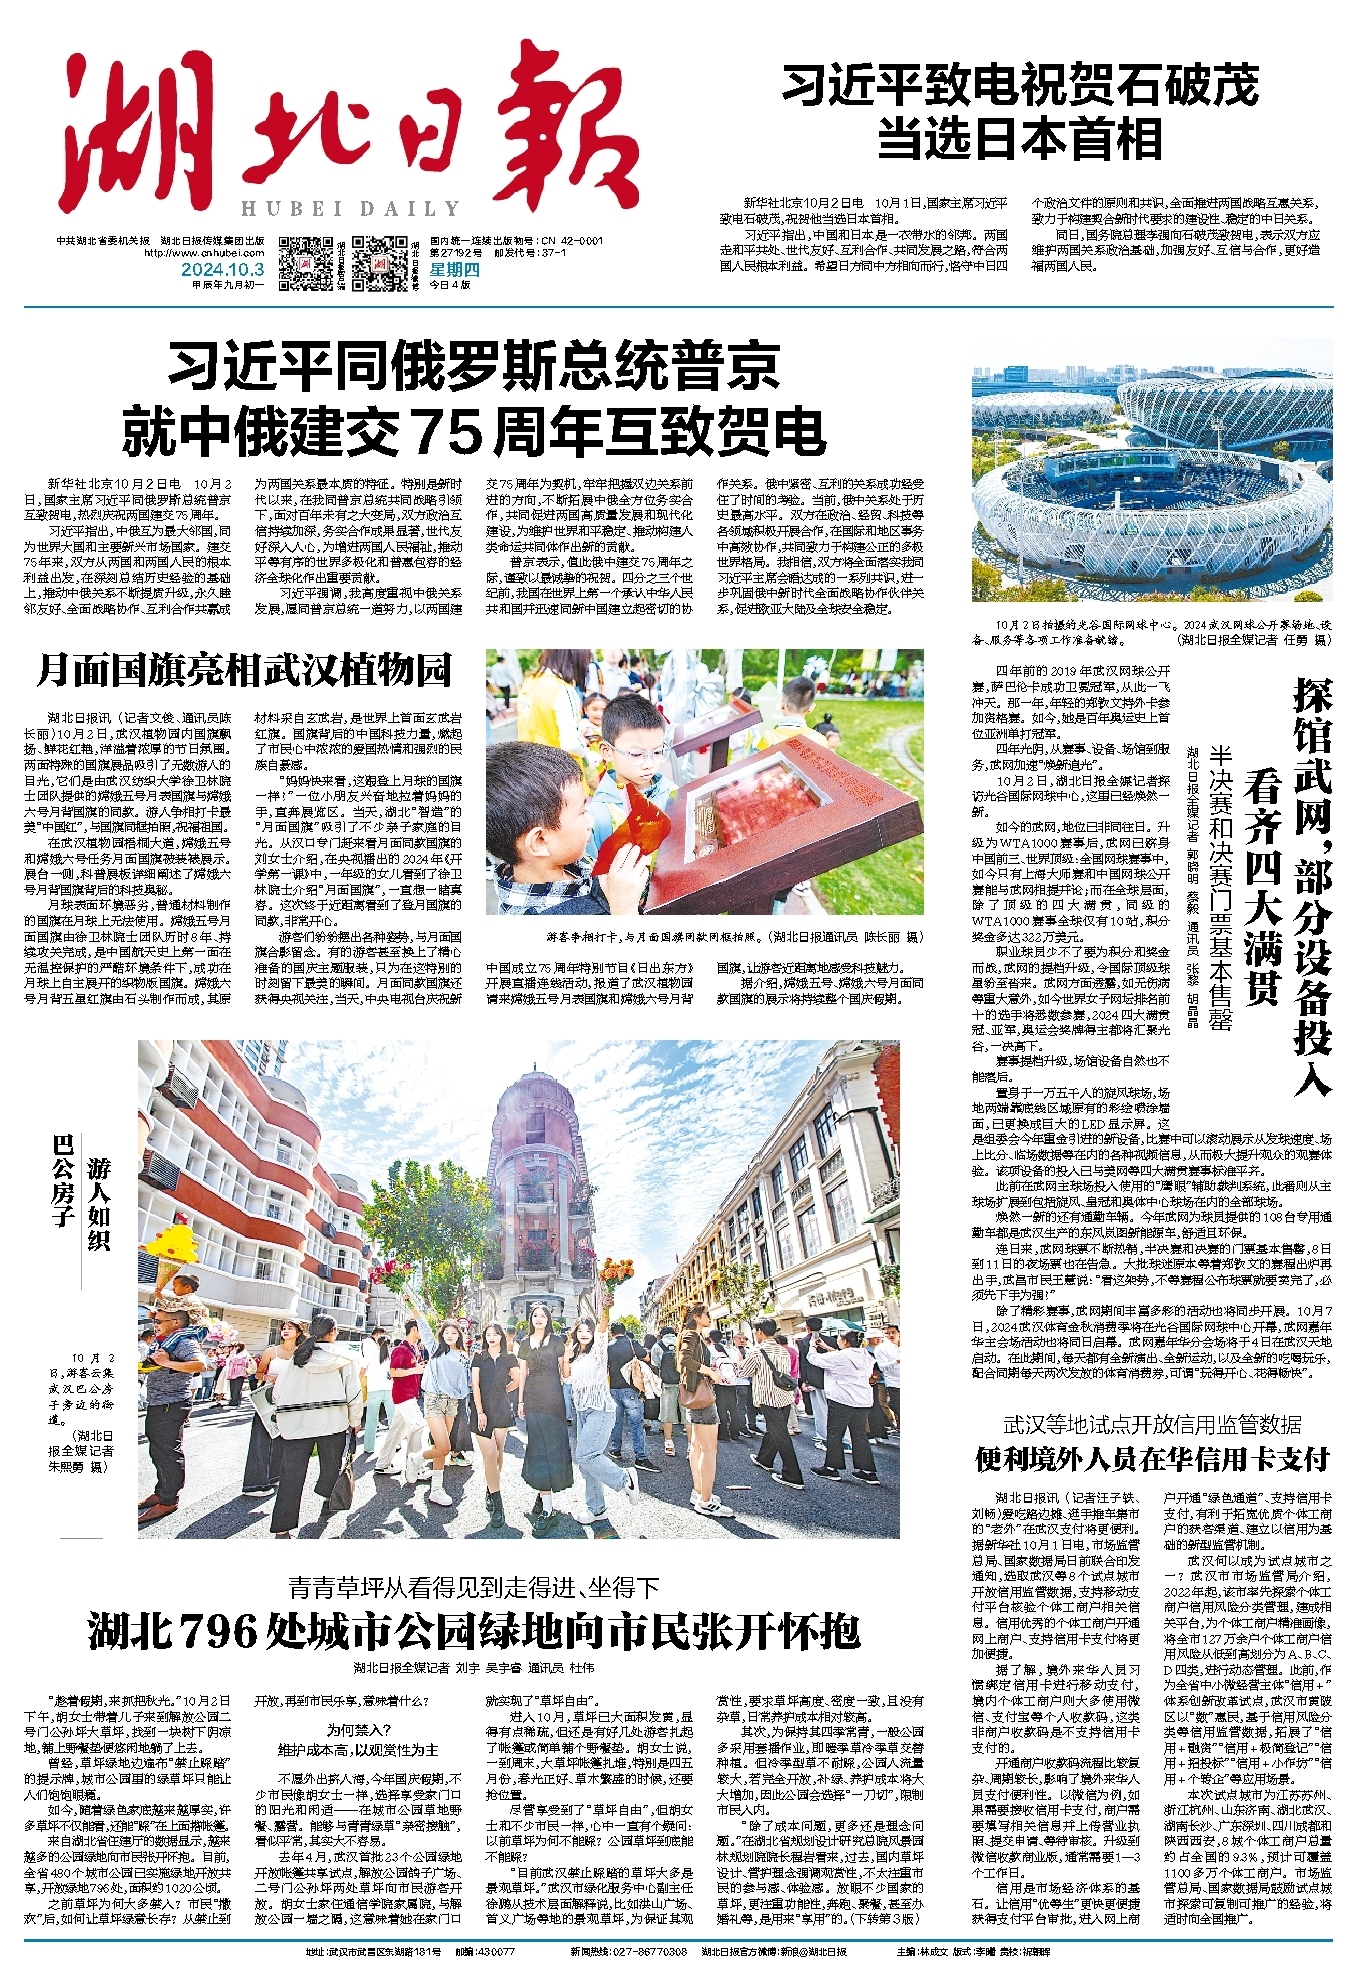 湖北日報
HUBEI DAILY
中共湖北省委机关报 湖北日报传媒集团出版
http://www.cnhubei.com
2024.10.3
甲辰年九月初一
国内统一连续出版物号:CN 42-0001
第27192号 邮发代号:37-1
星期四
今日4版
习近平致电祝贺石破茂
当选日本首相
新华社北京10月2日电 10月1日,国家主席习近平
致电石破茂,祝贺他当选日本首相。
习近平指出,中国和日本是一衣带水的邻邦。两国
走和平共处、世代友好、互利合作、共同发展之路,符合两
国人民根本利益。希望日方同中方相向而行,恪守中日四
个政治文件的原则和共识,全面推进两国战略互惠关系,
致力于构建契合新时代要求的建设性、稳定的中日关系。
同日,国务院总理李强向石破茂致贺电,表示双方应
维护两国关系政治基础,加强友好、互信与合作,更好造
福两国人民。
习近平同俄罗斯总统普京
就中俄建交75周年互致贺电
新华社北京10月2日电 10月2
日,国家主席习近平同俄罗斯总统普京
互致贺电,热烈庆祝两国建交75周年。
习近平指出,中俄互为最大邻国,同
为世界大国和主要新兴市场国家。建交
75年来,双方从两国和两国人民的根本
利益出发,在深刻总结历史经验的基础
上,推动中俄关系不断提质升级,永久睦
邻友好、全面战略协作、互利合作共赢成
为两国关系最本质的特征。特别是新时
代以来,在我同普京总统共同战略引领
下,面对百年未有之大变局,双方政治互
信持续加深,务实合作成果显著,世代友
好深入人心,为增进两国人民福祉,推动
平等有序的世界多极化和普惠包容的经
济全球化作出重要贡献。
习近平强调,我高度重视中俄关系
发展,愿同普京总统一道努力,以两国建
交75周年为契机,牢牢把握双边关系前
进的方向,不断拓展中俄全方位务实合
作,共同促进两国高质量发展和现代化
建设,为维护世界和平稳定、推动构建人
类命运共同体作出新的贡献。
普京表示,值此俄中建交75周年之
际,谨致以最诚挚的祝贺。四分之三个世
纪前,我国在世界上第一个承认中华人民
共和国并迅速同新中国建立起密切的协
作关系。俄中紧密、互利的关系成功经受
住了时间的考验。当前,俄中关系处于历
史最高水平。双方在政治、经贸、科技等
各领域积极开展合作,在国际和地区事务
中高效协作,共同致力于构建公正的多极
世界格局。我相信,双方将全面落实我同
习近平主席会晤达成的一系列共识,进一
步巩固俄中新时代全面战略协作伙伴关
系,促进欧亚大陆及全球安全稳定。
10月2日拍摄的光谷国际网球中心。2024武汉网球公开赛场地、设
备、服务等各项工作准备就绪。 (湖北日报全媒记者 任勇 摄)
月面国旗亮相武汉植物园
湖北日报讯 (记者文俊、通讯员陈
长丽)10月2日,武汉植物园内国旗飘
扬、鲜花红艳,洋溢着浓厚的节日氛围。
两面特殊的国旗展品吸引了无数游人的
目光,它们是由武汉纺织大学徐卫林院
士团队提供的嫦娥五号月表国旗与嫦娥
六号月背国旗的同款。游人争相打卡最
美“中国红”,与国旗同框拍照,祝福祖国。
在武汉植物园梧桐大道,嫦娥五号
和嫦娥六号任务月面国旗被装裱展示。
展台一侧,科普展板详细阐述了嫦娥六
号月背国旗背后的科技奥秘。
月球表面环境恶劣,普通材料制作
的国旗在月球上无法使用。嫦娥五号月
面国旗由徐卫林院士团队历时8年、持
续攻关完成,是中国航天史上第一面在
无温控保护的严酷环境条件下,成功在
月球上自主展开的织物版国旗。嫦娥六
号月背五星红旗由石头制作而成,其原
材料采自玄武岩,是世界上首面玄武岩
红旗。国旗背后的中国科技力量,燃起
了市民心中浓浓的爱国热情和强烈的民
族自豪感。
“妈妈快来看,这跟登上月球的国旗
一样!”一位小朋友兴奋地拉着妈妈的
手,直奔展览区。当天,湖北“智造”的
“月面国旗”吸引了不少亲子家庭的目
光。从汉口专门赶来看月面同款国旗的
刘女士介绍,在央视播出的2024年《开
学第一课》中,一年级的女儿看到了徐卫
林院士介绍“月面国旗”,一直想一睹真
容。这次终于近距离看到了登月国旗的
同款,非常开心。
游客们纷纷摆出各种姿势,与月面国
旗合影留念。有的游客甚至换上了精心
准备的国庆主题服装,只为在这特别的
时刻留下最美的瞬间。月面同款国旗还
获得央视关注,当天,中央电视台庆祝新
游客争相打卡,与月面国旗同款同框拍照。(湖北日报通讯员 陈长丽 摄)
中国成立75周年特别节目《日出东方》
开展直播连线活动,报道了武汉植物园
请来嫦娥五号月表国旗和嫦娥六号月背
国旗,让游客近距离地感受科技魅力。
据介绍,嫦娥五号、嫦娥六号月面同
款国旗的展示将持续整个国庆假期。
探馆武网,部分设备投入
看齐四大满贯
半决赛和决赛门票基本售罄
湖北日报全媒记者 郭晓明 蔡毅 通讯员 张黎 胡晶晶
四年前的2019年武汉网球公开
赛,萨巴伦卡成功卫冕冠军,从此一飞
冲天。那一年,年轻的郑钦文持外卡参
加资格赛。如今,她是百年奥运史上首
位亚洲单打冠军。
四年光阴,从赛事、设备、场馆到服
务,武网加速“焕新追光”。
10月2日,湖北日报全媒记者探
访光谷国际网球中心,这里已经焕然一
新。
如今的武网,地位已非同往日。升
级为WTA1000赛事后,武网已跻身
中国前三、世界顶级:全国网球赛事中,
如今只有上海大师赛和中国网球公开
赛能与武网相提并论;而在全球层面,
除了顶级的四大满贯,同级的
WTA1000赛事全球仅有10站,积分
奖金多达322万美元。
职业球员少不了要为积分和奖金
而战,武网的提档升级,令国际顶级球
星纷至沓来。武网方面透露,如无伤病
等重大意外,如今世界女子网坛排名前
十的选手将悉数参赛,2024四大满贯
冠、亚军,奥运会奖牌得主都将汇聚光
谷,一决高下。
赛事提档升级,场馆设备自然也不
能落后。
置身于一万五千人的旋风球场,场
地两端靠底线区域原有的彩绘喷涂墙
面,已更换成巨大的LED显示屏。这
是组委会今年重金引进的新设备,比赛中可以滚动展示从发球速度、场
上比分、临场数据等在内的各种视频信息,从而极大提升观众的观赛体
验。该项设备的投入已与美网等四大满贯赛事标准平齐。
此前在武网主球场投入使用的“鹰眼”辅助裁判系统,此番则从主
球场扩展到包括旋风、皇冠和奥体中心球场在内的全部球场。
焕然一新的还有通勤车辆。今年武网为球员提供的108台专用通
勤车都是武汉生产的东风岚图新能源车,舒适且环保。
连日来,武网球票不断热销,半决赛和决赛的门票基本售罄,8日
到11日的夜场票也在告急。大批球迷原本等着郑钦文的赛程出炉再
出手,武昌市民王慧说:“看这架势,不等赛程公布球票就要卖完了,必
须先下手为强!”
除了精彩赛事,武网期间丰富多彩的活动也将同步开展。10月7
日,2024武汉体育金秋消费季将在光谷国际网球中心开幕,武网嘉年
华主会场活动也将同日启幕。武网嘉年华分会场将于4日在武汉天地
启动。在此期间,每天都有全新演出、全新运动,以及全新的吃喝玩乐,
配合同期每天两次发放的体育消费券,可谓“玩得开心、花得畅快”。
巴公房子
游人如织
10月2
日,游客云集
武汉巴公房
子旁边的街
道。
(湖北日
报全媒记者
朱熙勇 摄)
青青草坪从看得见到走得进、坐得下
湖北796处城市公园绿地向市民张开怀抱
湖北日报全媒记者 刘宇 吴宇睿 通讯员 杜伟
“趁着假期,来抓把秋光。”10月2日
下午,胡女士带着儿子来到解放公园二
号门公孙坪大草坪,找到一块树下阴凉
地,铺上野餐垫便悠闲地躺了上去。
曾经,草坪绿地边遍布“禁止踩踏”
的提示牌,城市公园里的绿草坪只能让
人们饱饱眼瘾。
如今,随着绿色家底越来越厚实,许
多草坪不仅能看,还能“踩”在上面搭帐篷。
来自湖北省住建厅的数据显示,越来
越多的公园绿地向市民张开怀抱。目前,
全省480个城市公园已实施绿地开放共
享,开放绿地796处,面积约1020公顷。
之前草坪为何大多禁入?市民“撒
欢”后,如何让草坪绿意长存?从禁止到
开放,再到市民乐享,意味着什么?
为何禁入?
维护成本高,以观赏性为主
不愿外出挤人海,今年国庆假期,不
少市民像胡女士一样,选择享受家门口
的阳光和闲适——在城市公园草地野
餐、露营。能够与青青绿草“亲密接触”,
看似平常,其实大不容易。
去年4月,武汉首批23个公园绿地
开放帐篷共享试点,解放公园鸽子广场、
二号门公孙坪两处草坪向市民游客开
放。胡女士家住通信学院家属院,与解
放公园一墙之隔,这意味着她在家门口
就实现了“草坪自由”。
进入10月,草坪已大面积发黄,显
得有点稀疏,但还是有好几处游客扎起
了帐篷或简单铺个野餐垫。胡女士说,
一到周末,大草坪帐篷扎堆,特别是四五
月份,春光正好、草木繁盛的时候,还要
抢位置。
尽管享受到了“草坪自由”,但胡女
士和不少市民一样,心中一直有个疑问:
以前草坪为何不能踩?公园草坪到底能
不能踩?
“目前武汉禁止踩踏的草坪大多是
景观草坪。”武汉市绿化服务中心副主任
徐鹏从技术层面解释说,比如洪山广场、
首义广场等地的景观草坪,为保证其观
赏性,要求草坪高度、密度一致,且没有
杂草,日常养护成本相对较高。
其次,为保持其四季常青,一般公园
多采用套播作业,即暖季草冷季草交替
种植。但冷季型草不耐踩,公园人流量
较大,若完全开放,补绿、养护成本将大
大增加,因此公园会选择“一刀切”,限制
市民入内。
“除了成本问题,更多还是理念问
题。”在湖北省规划设计研究总院风景园
林规划院院长程岩看来,过去,国内草坪
设计、管护理念强调观赏性,不太注重市
民的参与感、体验感。放眼不少国家的
草坪,更注重功能性,奔跑、聚餐,甚至办
婚礼等,是用来“享用”的。(下转第3版)
武汉等地试点开放信用监管数据
便利境外人员在华信用卡支付
湖北日报讯 (记者汪子轶、
刘畅)爱吃路边摊、逛手推车集市
的“老外”在武汉支付将更便利。
据新华社10月1日电,市场监管
总局、国家数据局日前联合印发
通知,选取武汉等8个试点城市
开放信用监管数据,支持移动支
付平台核验个体工商户相关信
息。信用优秀的个体工商户开通
网上商户、支持信用卡支付将更
加便捷。
据了解,境外来华人员习
惯绑定信用卡进行移动支付,
境内个体工商户则大多使用微
信、支付宝等个人收款码,这类
非商户收款码是不支持信用卡
支付的。
开通商户收款码流程比较复
杂、周期较长,影响了境外来华人
员支付便利性。以微信为例,如
果需要接收信用卡支付,商户需
要填写相关信息并上传营业执
照、提交申请、等待审核。升级到
微信收款商业版,通常需要1—3
个工作日。
信用是市场经济体系的基
石。让信用“优等生”更快更便捷
获得支付平台审批,进入网上商
户开通“绿色通道”、支持信用卡
支付,有利于拓宽优质个体工商
户的获客渠道、建立以信用为基
础的新型监管机制。
武汉何以成为试点城市之
一?武汉市市场监管局介绍,
2022年起,该市率先探索个体工
商户信用风险分类管理,建成相
关平台,为个体工商户精准画像,
将全市127万余户个体工商户信
用风险从低到高划分为A、B、C、
D四类,进行动态管理。此前,作
为全省中小微经营主体“信用+”
体系创新改革试点,武汉市黄陂
区以“数”惠民,基于信用风险分
类等信用监管数据,拓展了“信
用+融资”“信用+极简登记”“信
用+招投标”“信用+小作坊”“信
用+个转企”等应用场景。
本次试点城市为江苏苏州、
浙江杭州、山东济南、湖北武汉、
湖南长沙、广东深圳、四川成都和
陕西西安,8城个体工商户总量
约占全国的9.3%,预计可覆盖
1100多万个体工商户。市场监
管总局、国家数据局鼓励试点城
市探索可复制可推广的经验,将
适时向全国推广。
地址:武汉市武昌区东湖路181号 邮编:430077 新闻热线:027-86770308 湖北日报官方微博:新浪@湖北日报 主编:林成文 版式:李曙 责校:祝朝晖